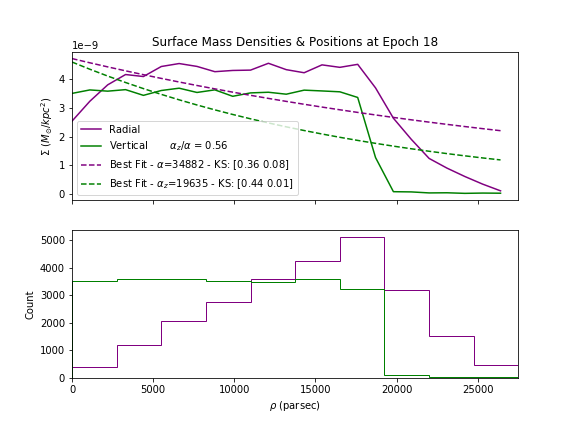 Surface Mass Densities & Positions at Epoch 18
1e−9
4
3
2
1
0
Σ (M☉/kpc²)
Radial
Vertical αz/α = 0.56
Best Fit - α=34882 - KS: [0.36 0.08]
Best Fit - αz=19635 - KS: [0.44 0.01]
5000
4000
3000
2000
1000
0
Count
0 5000 10000 15000 20000 25000
ρ (parsec)